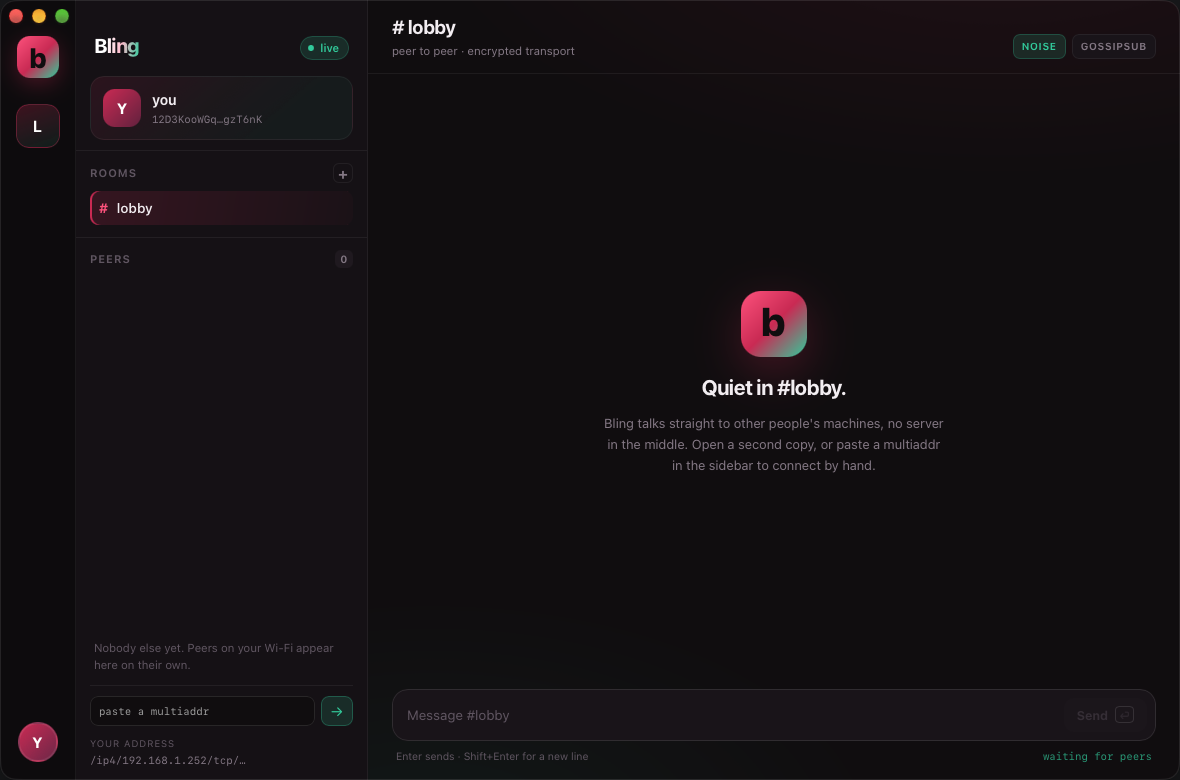 b
L
Y
Bling
live
Y
you
12D3KooWGq…gzT6nK
ROOMS
+
# lobby
PEERS
0
Nobody else yet. Peers on your Wi-Fi appear
here on their own.
paste a multiaddr
→
YOUR ADDRESS
/ip4/192.168.1.252/tcp/…
# lobby
peer to peer · encrypted transport
NOISE
GOSSIPSUB
b
Quiet in #lobby.
Bling talks straight to other people's machines, no server
in the middle. Open a second copy, or paste a multiaddr
in the sidebar to connect by hand.
Message #lobby
Send
Enter sends · Shift+Enter for a new line
waiting for peers